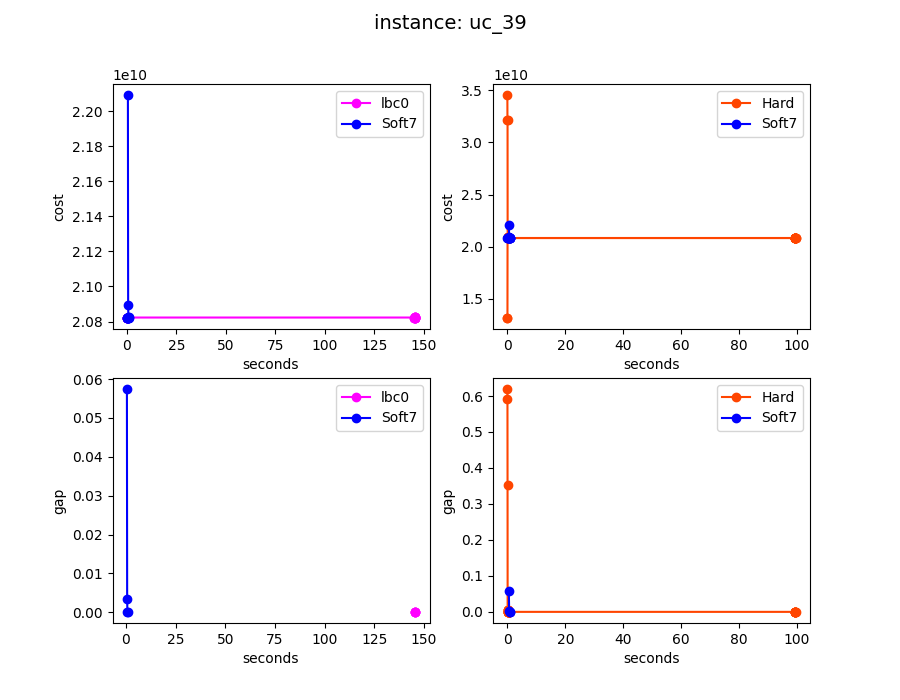 instance: uc_39
1e10
2.20
2.18
2.16
2.14
2.12
2.10
2.08
cost
lbc0
Soft7
0 25 50 75 100 125 150
seconds
1e10
3.5
3.0
2.5
2.0
1.5
cost
Hard
Soft7
0 20 40 60 80 100
seconds
0.06
0.05
0.04
0.03
0.02
0.01
0.00
gap
lbc0
Soft7
0 25 50 75 100 125 150
seconds
0.6
0.5
0.4
0.3
0.2
0.1
0.0
gap
Hard
Soft7
0 20 40 60 80 100
seconds